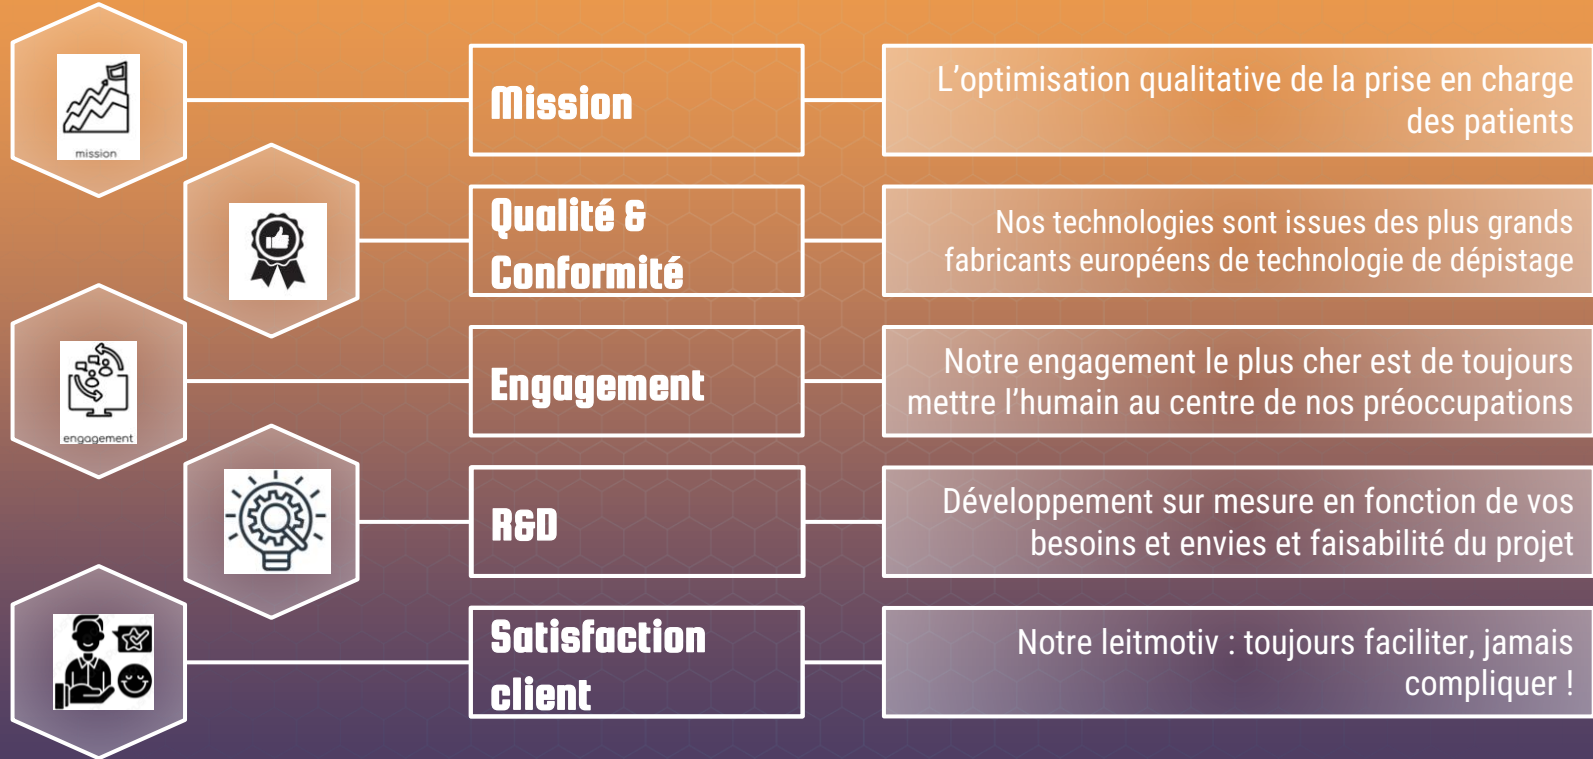 mission
Mission
L’optimisation qualitative de la prise en charge
des patients
Qualité &
Conformité
Nos technologies sont issues des plus grands
fabricants européens de technologie de dépistage
engagement
Engagement
Notre engagement le plus cher est de toujours
mettre l’humain au centre de nos préoccupations
R&D
Développement sur mesure en fonction de vos
besoins et envies et faisabilité du projet
Satisfaction
client
Notre leitmotiv : toujours faciliter, jamais
compliquer !